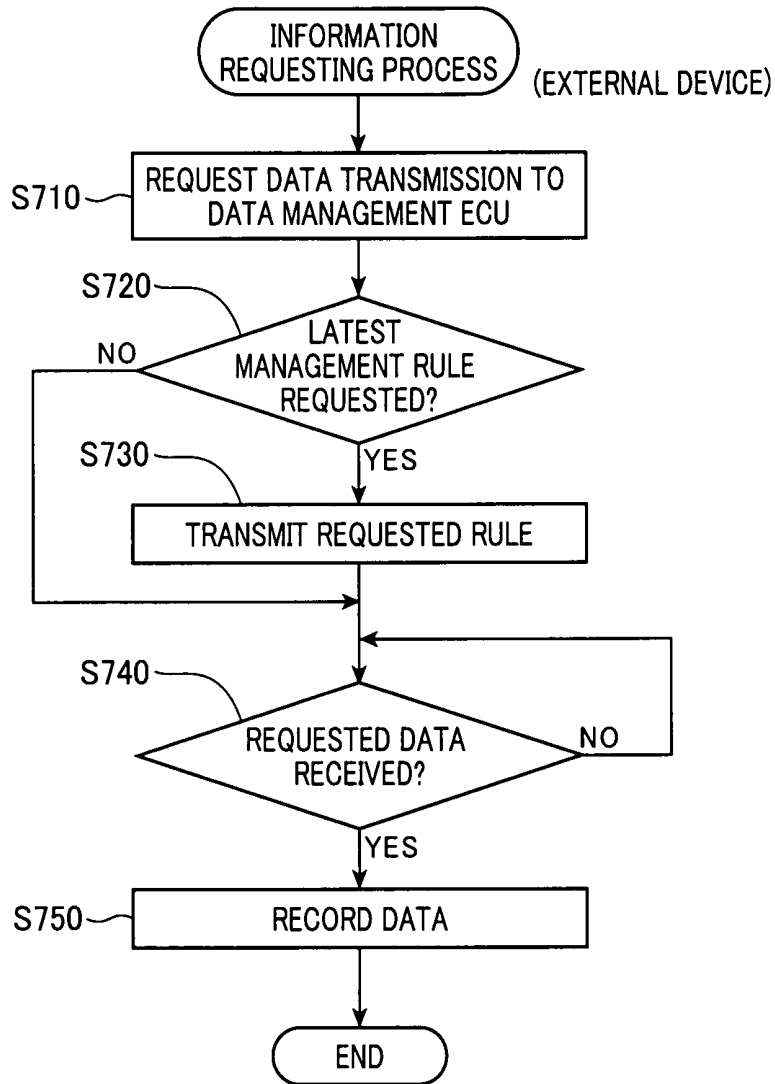 INFORMATION
REQUESTING PROCESS
(EXTERNAL DEVICE)
S710
REQUEST DATA TRANSMISSION TO
DATA MANAGEMENT ECU
S720
LATEST
MANAGEMENT RULE
REQUESTED?
NO
YES
S730
TRANSMIT REQUESTED RULE
S740
REQUESTED DATA
RECEIVED?
NO
YES
S750
RECORD DATA
END